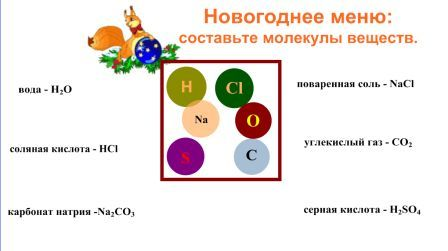 Новогоднее меню:
составьте молекулы веществ.
вода - H₂O
соляная кислота - HCl
карбонат натрия -Na₂CO₃
H
Cl
Na
O
S
C
поваренная соль - NaCl
углекислый газ - CO₂
серная кислота - H₂SO₄